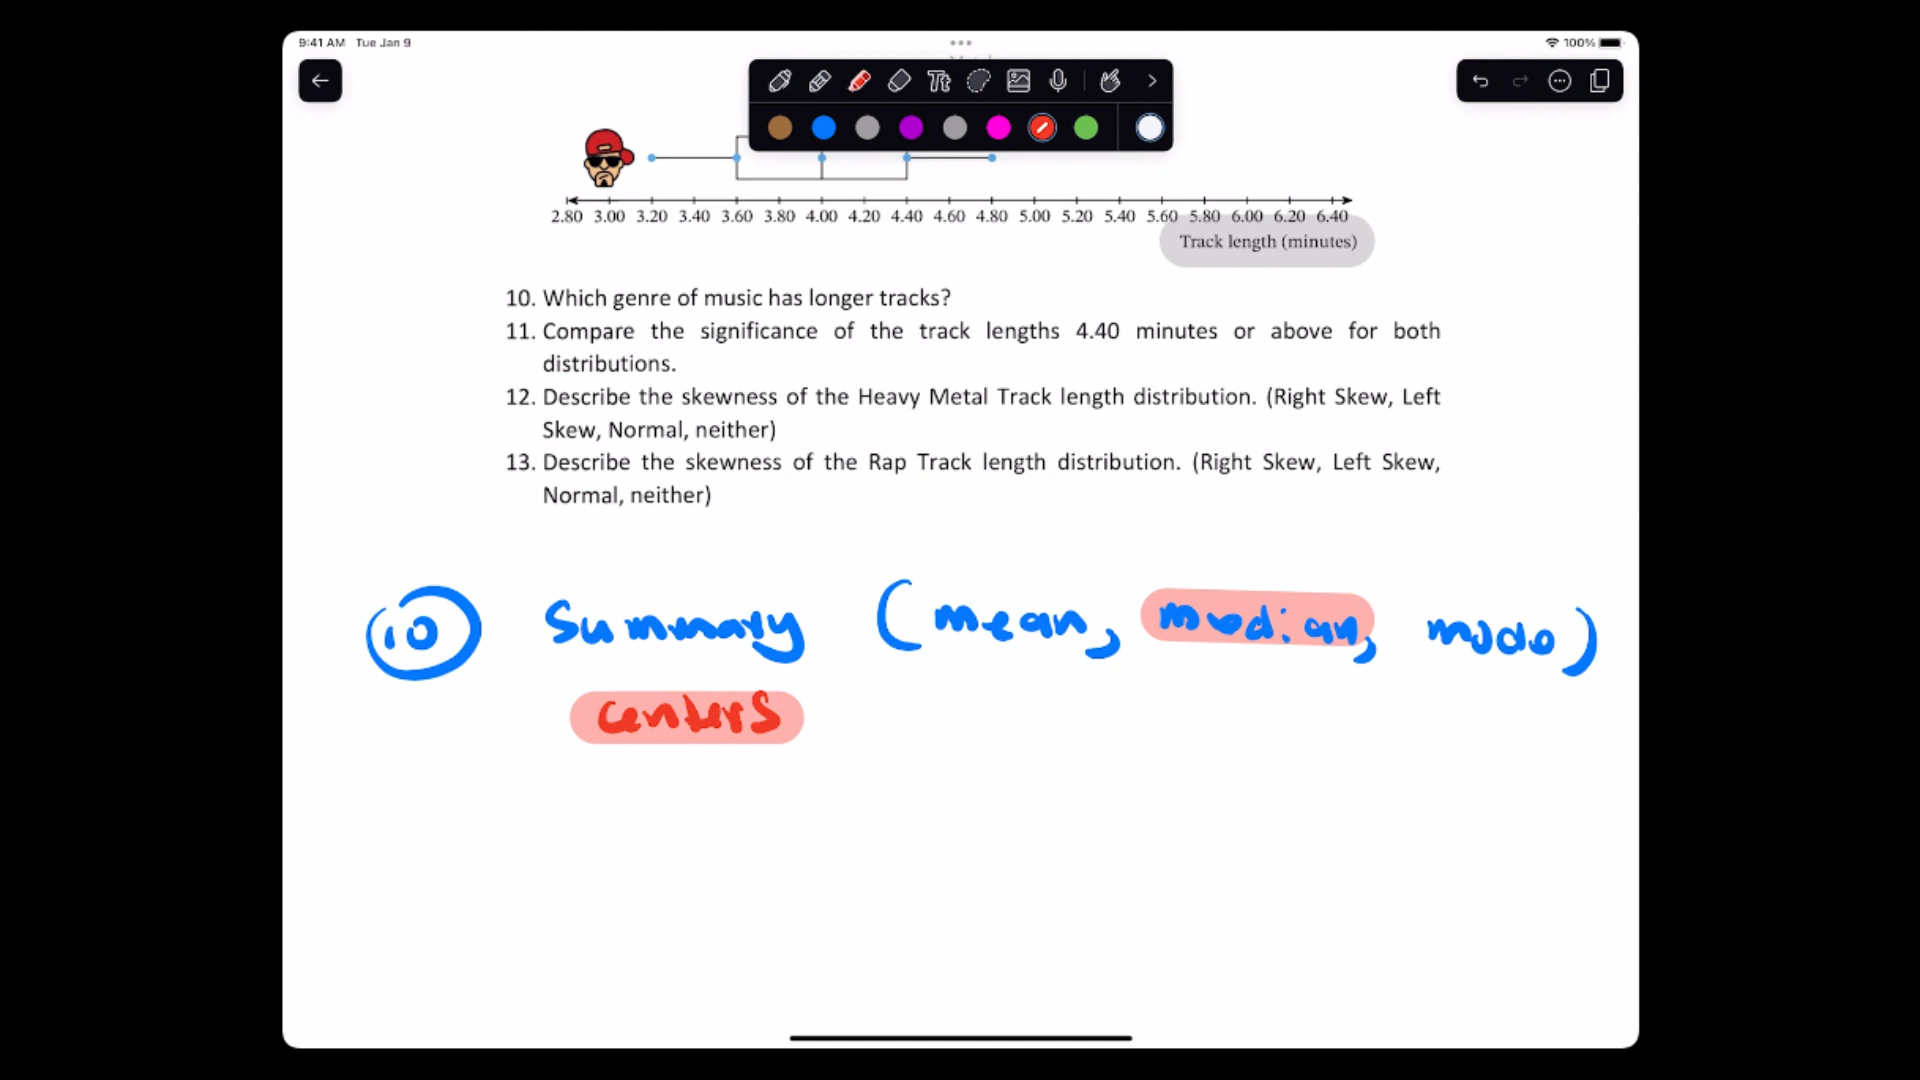 9:41 AM Tue Jan 9
100%
Tt
2.80 3.00 3.20 3.40 3.60 3.80 4.00 4.20 4.40 4.60 4.80 5.00 5.20 5.40 5.60 5.80 6.00 6.20 6.40
Track length (minutes)
10. Which genre of music has longer tracks?
11. Compare the significance of the track lengths 4.40 minutes or above for both
distributions.
12. Describe the skewness of the Heavy Metal Track length distribution. (Right Skew, Left
Skew, Normal, neither)
13. Describe the skewness of the Rap Track length distribution. (Right Skew, Left Skew,
Normal, neither)
10 Summary (mean, median, mode)
centers